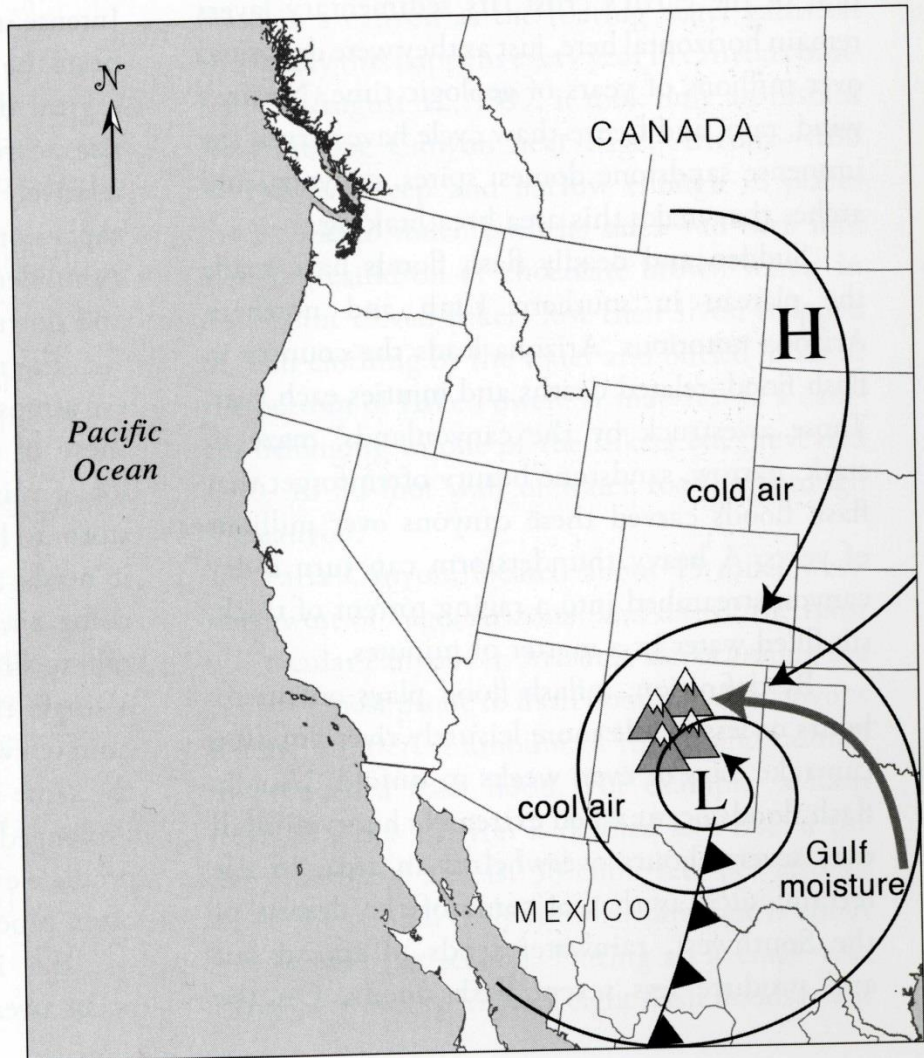 N
CANADA
H
Pacific
Ocean
cold air
cool air
L
Gulf
moisture
MEXICO